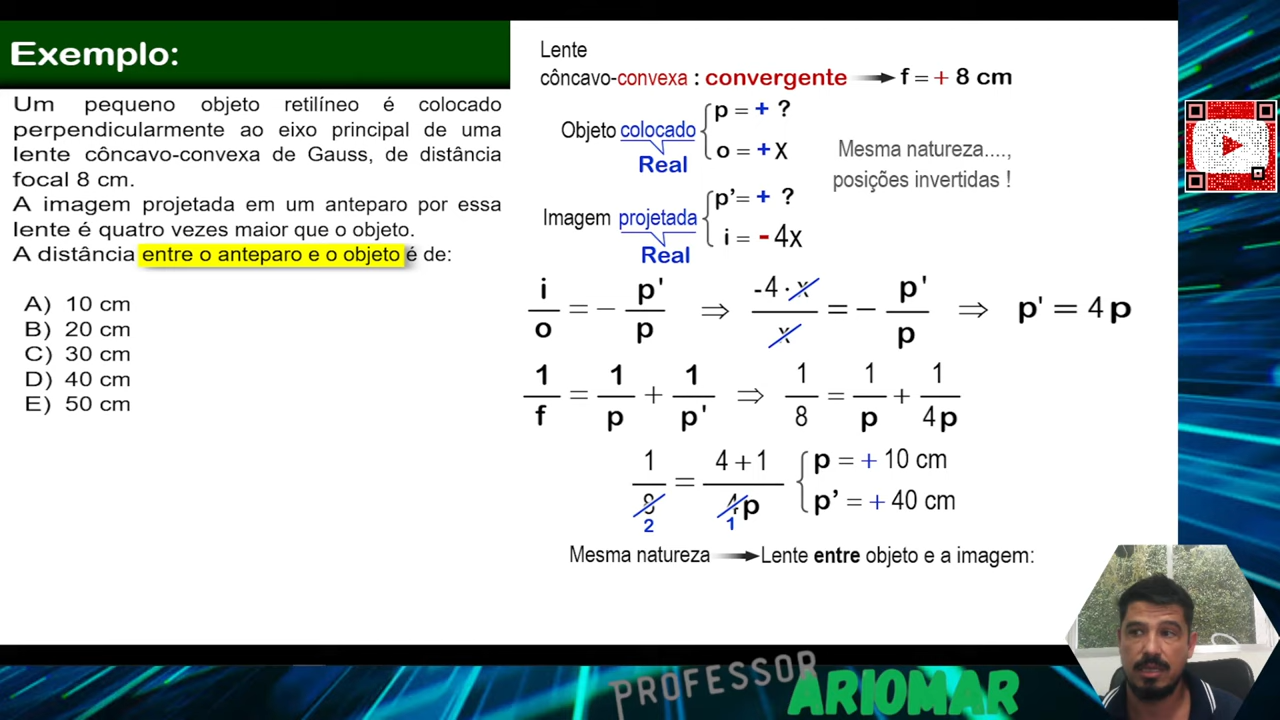 Exemplo:
Um pequeno objeto retilíneo é colocado
perpendicularmente ao eixo principal de uma
lente côncavo-convexa de Gauss, de distância
focal 8 cm.
A imagem projetada em um anteparo por essa
lente é quatro vezes maior que o objeto.
A distância entre o anteparo e o objeto é de:
A) 10 cm
B) 20 cm
C) 30 cm
D) 40 cm
E) 50 cm
Lente
côncavo-convexa : convergente → f = + 8 cm
Objeto colocado { p = + ?
o = + x
Real
Mesma natureza....,
posições invertidas !
Imagem projetada { p' = + ?
i = - 4x
Real
i/o = - p'/p ⇒ -4 · x/x = - p'/p ⇒ p' = 4p
1/f = 1/p + 1/p' ⇒ 1/8 = 1/p + 1/4p
1/8 = 4+1/4p { p = + 10 cm
2 1 p' = + 40 cm
Mesma natureza → Lente entre objeto e a imagem:
PROFESSOR
ARIOMAR